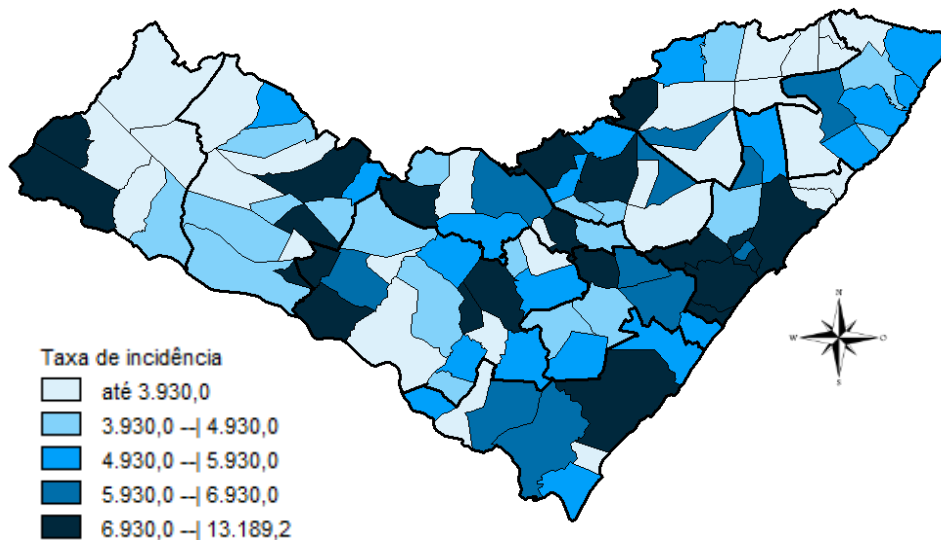 Taxa de incidência
até 3.930,0
3.930,0 --| 4.930,0
4.930,0 --| 5.930,0
5.930,0 --| 6.930,0
6.930,0 --| 13.189,2
N
W O
S